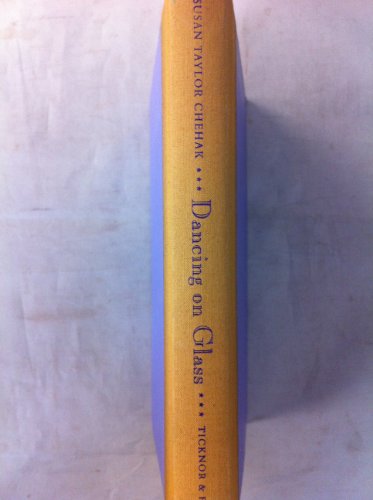 SUSAN TAYLOR CHEHAK ★★★ Dancing on Glass ★★★ TICKNOR &